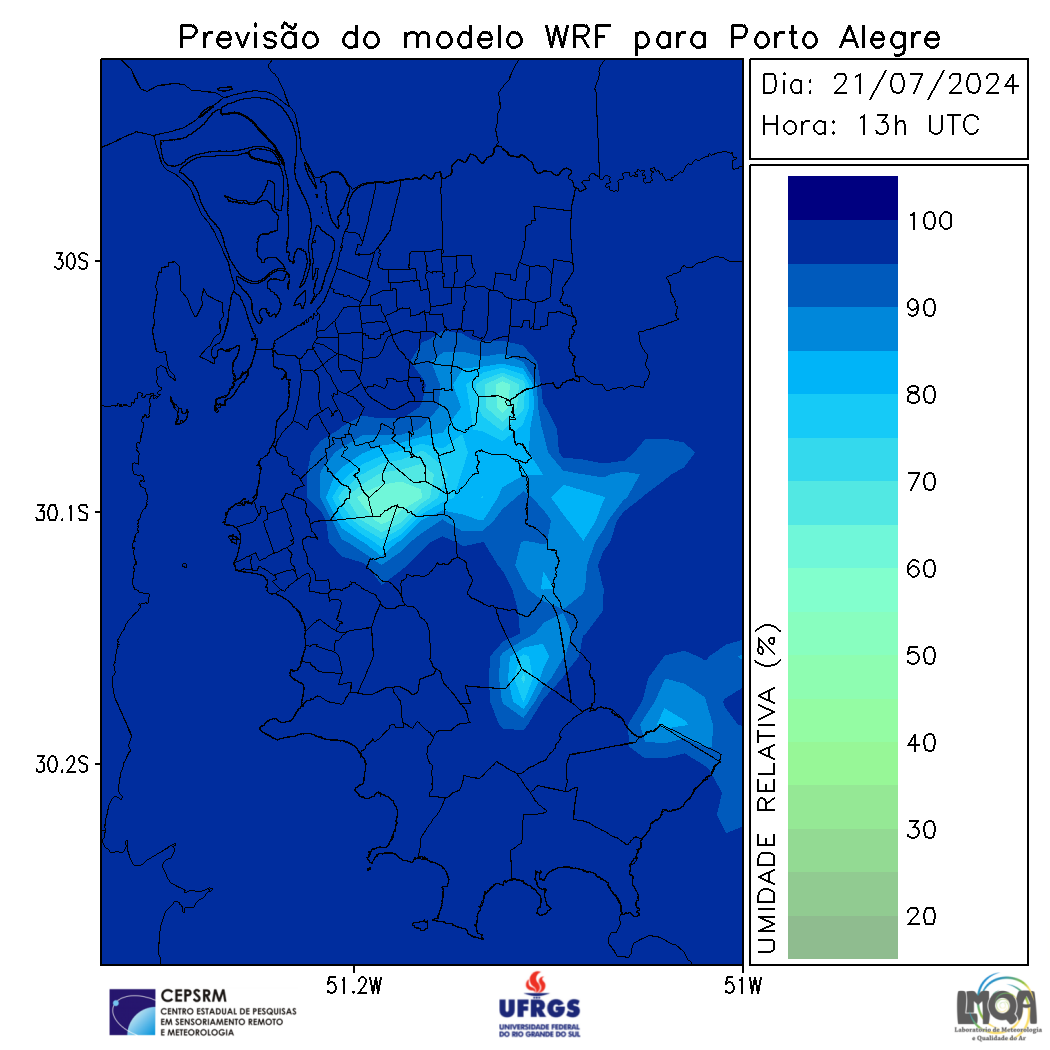 Previsão do modelo WRF para Porto Alegre
Dia: 21/07/2024
Hora: 13h UTC
30S
30.1S
30.2S
51.2W
51W
UMIDADE RELATIVA (%)
100
90
80
70
60
50
40
30
20
CEPSRM
CENTRO ESTADUAL DE PESQUISAS
EM SENSORIAMENTO REMOTO
E METEOROLOGIA
UFRGS
UNIVERSIDADE FEDERAL
DO RIO GRANDE DO SUL
LMQA
Laboratório de Meteorologia
e Qualidade do Ar